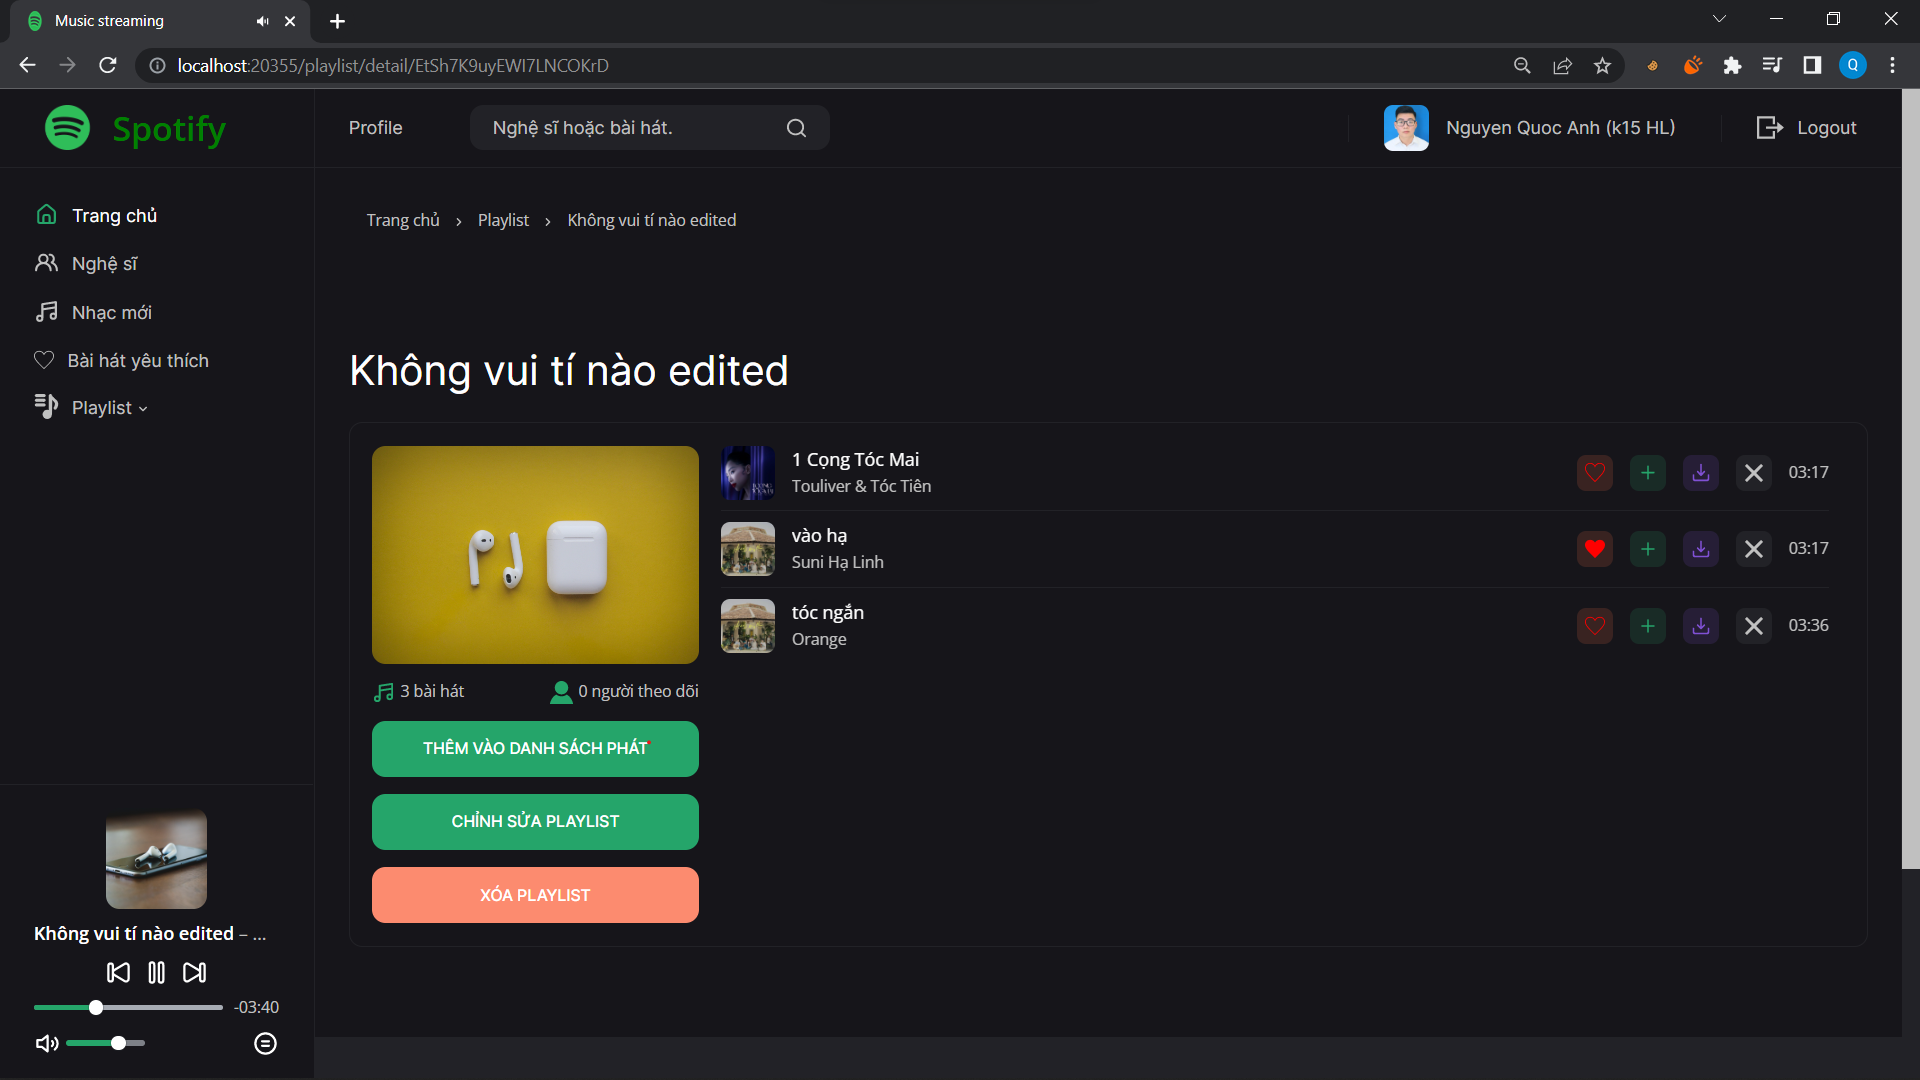 Music streaming
localhost:20355/playlist/detail/EtSh7K9uyEWI7LNCOKrD
Q
Spotify
Profile
Nghệ sĩ hoặc bài hát.
Nguyen Quoc Anh (k15 HL)
Logout
Trang chủ
Nghệ sĩ
Nhạc mới
Bài hát yêu thích
Playlist
Trang chủ › Playlist › Không vui tí nào edited
Không vui tí nào edited
1 Cọng Tóc Mai
Touliver & Tóc Tiên
03:17
vào hạ
Suni Hạ Linh
03:17
tóc ngắn
Orange
03:36
3 bài hát
0 người theo dõi
THÊM VÀO DANH SÁCH PHÁT
CHỈNH SỬA PLAYLIST
XÓA PLAYLIST
Không vui tí nào edited – ...
-03:40